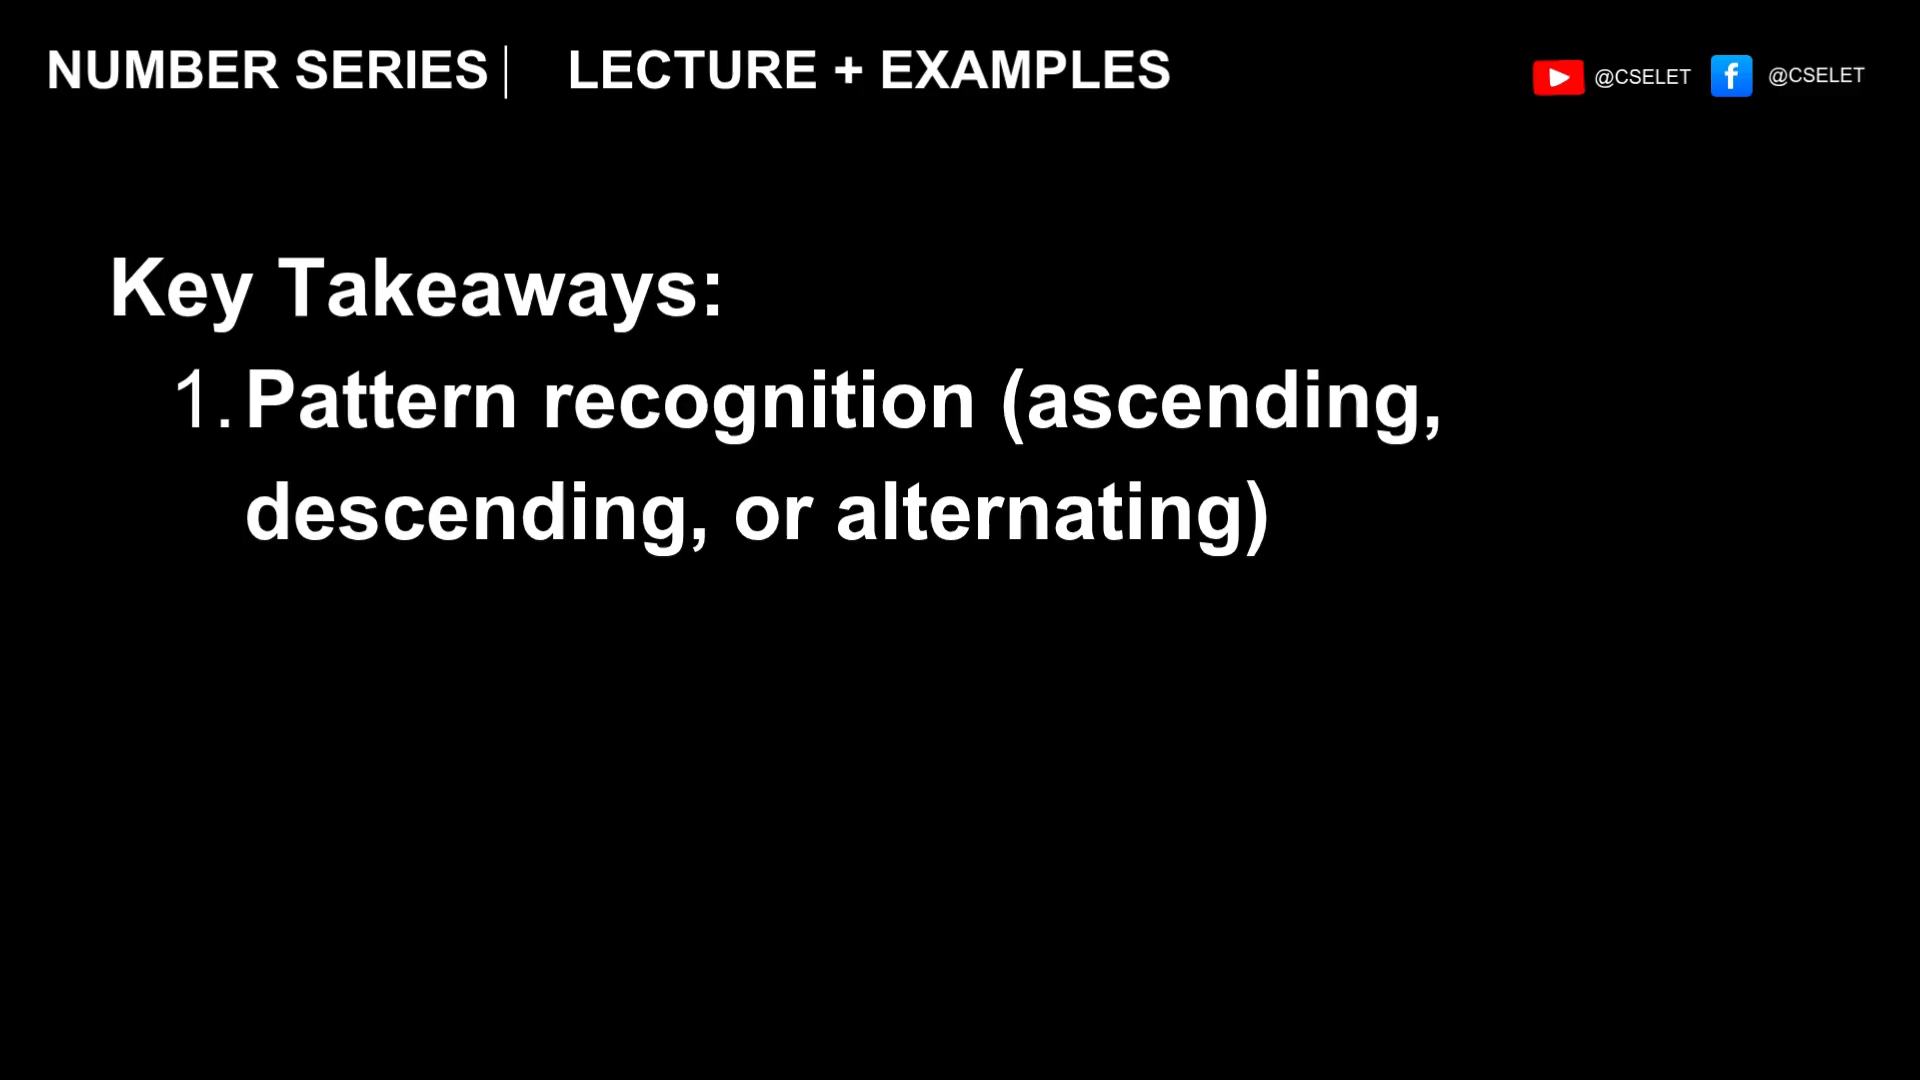 NUMBER SERIES | LECTURE + EXAMPLES
@CSELET @CSELET
Key Takeaways:
1. Pattern recognition (ascending,
descending, or alternating)